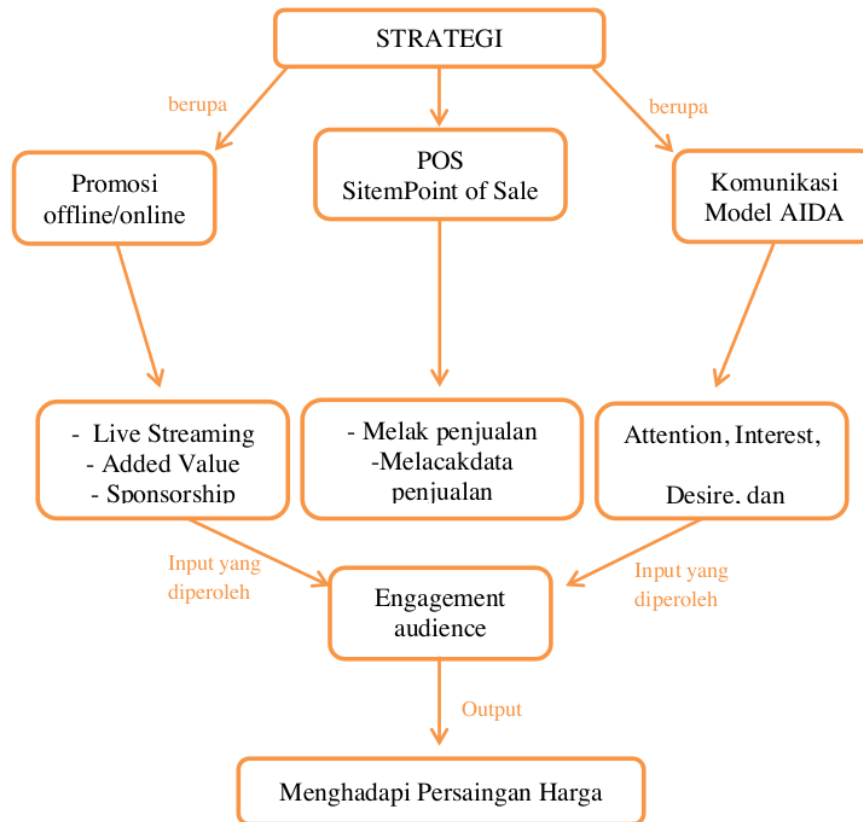 STRATEGI
berupa
berupa
Promosi
offline/online
POS
SitemPoint of Sale
Komunikasi
Model AIDA
- Live Streaming
- Added Value
- Sponsorship
- Melak penjualan
-Melacakdata
penjualan
Attention, Interest,
Desire, dan
Input yang
diperoleh
Input yang
diperoleh
Engagement
audience
Output
Menghadapi Persaingan Harga